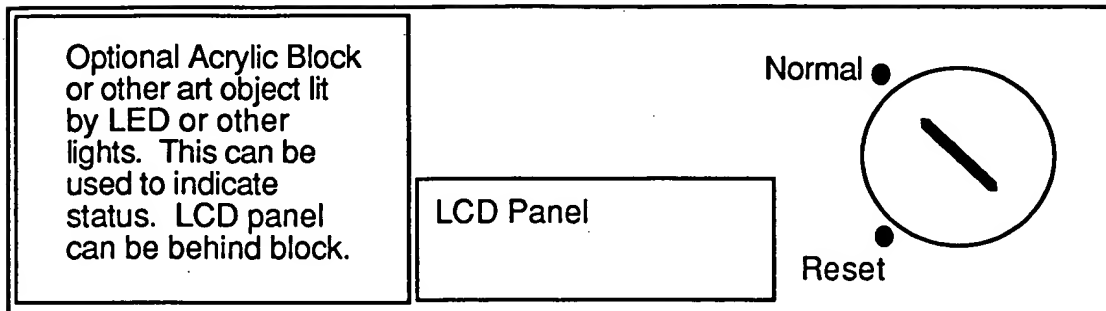 Optional Acrylic Block
or other art object lit
by LED or other
lights. This can be
used to indicate
status. LCD panel
can be behind block.
LCD Panel
Normal
Reset